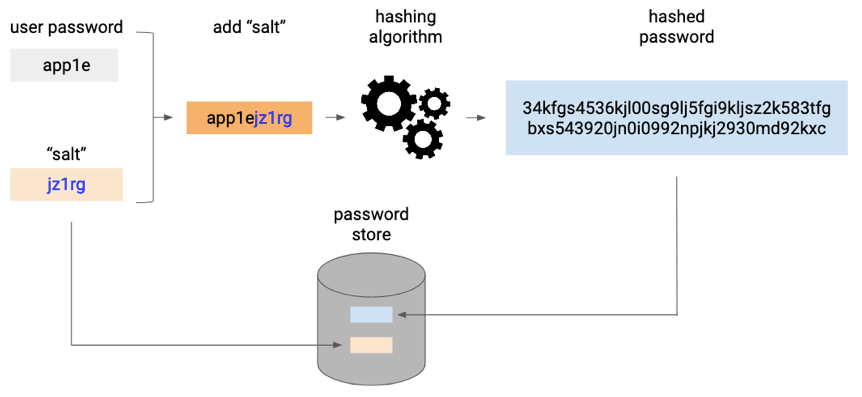 user password
app1e
“salt”
jz1rg
add “salt”
app1ejz1rg
hashing
algorithm
hashed
password
34kfgs4536kjl00sg9lj5fgi9kljsz2k583tfg
bxs543920jn0i0992npjkj2930md92kxc
password
store